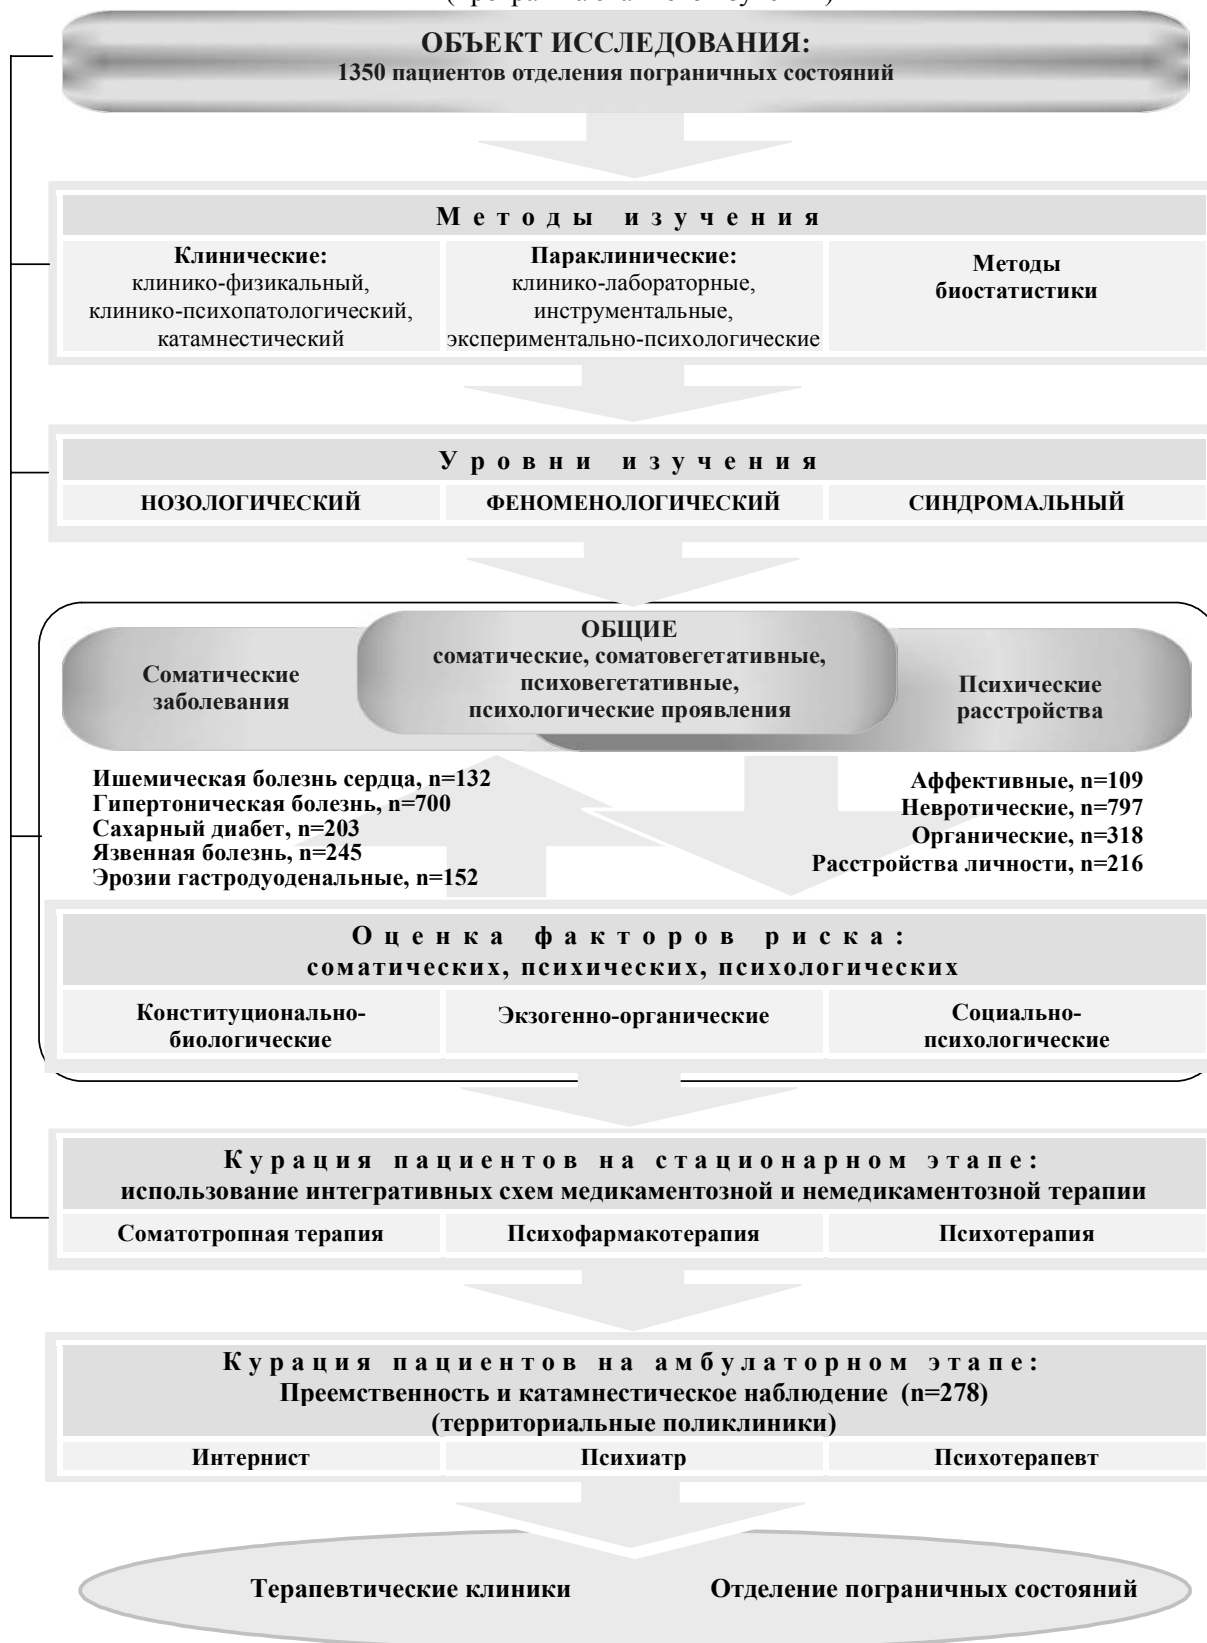 ОБЪЕКТ ИССЛЕДОВАНИЯ:
1350 пациентов отделения пограничных состояний
Методы изучения
Клинические:
клинико-физикальный,
клинико-психопатологический,
катамнестический
Параклинические:
клинико-лабораторные,
инструментальные,
экспериментально-психологические
Методы
биостатистики
Уровни изучения
НОЗОЛОГИЧЕСКИЙ
ФЕНОМЕНОЛОГИЧЕСКИЙ
СИНДРОМАЛЬНЫЙ
Соматические
заболевания
ОБЩИЕ
соматические, соматовегетативные,
психовегетативные,
психологические проявления
Психические
расстройства
Ишемическая болезнь сердца, n=132
Гипертоническая болезнь, n=700
Сахарный диабет, n=203
Язвенная болезнь, n=245
Эрозии гастродуоденальные, n=152
Аффективные, n=109
Невротические, n=797
Органические, n=318
Расстройства личности, n=216
Оценка факторов риска:
соматических, психических, психологических
Конституционально-
биологические
Экзогенно-органические
Социально-
психологические
Курация пациентов на стационарном этапе:
использование интегративных схем медикаментозной и немедикаментозной терапии
Соматотропная терапия
Психофармакотерапия
Психотерапия
Курация пациентов на амбулаторном этапе:
Преемственность и катамнестическое наблюдение (n=278)
(территориальные поликлиники)
Интернист
Психиатр
Психотерапевт
Терапевтические клиники
Отделение пограничных состояний